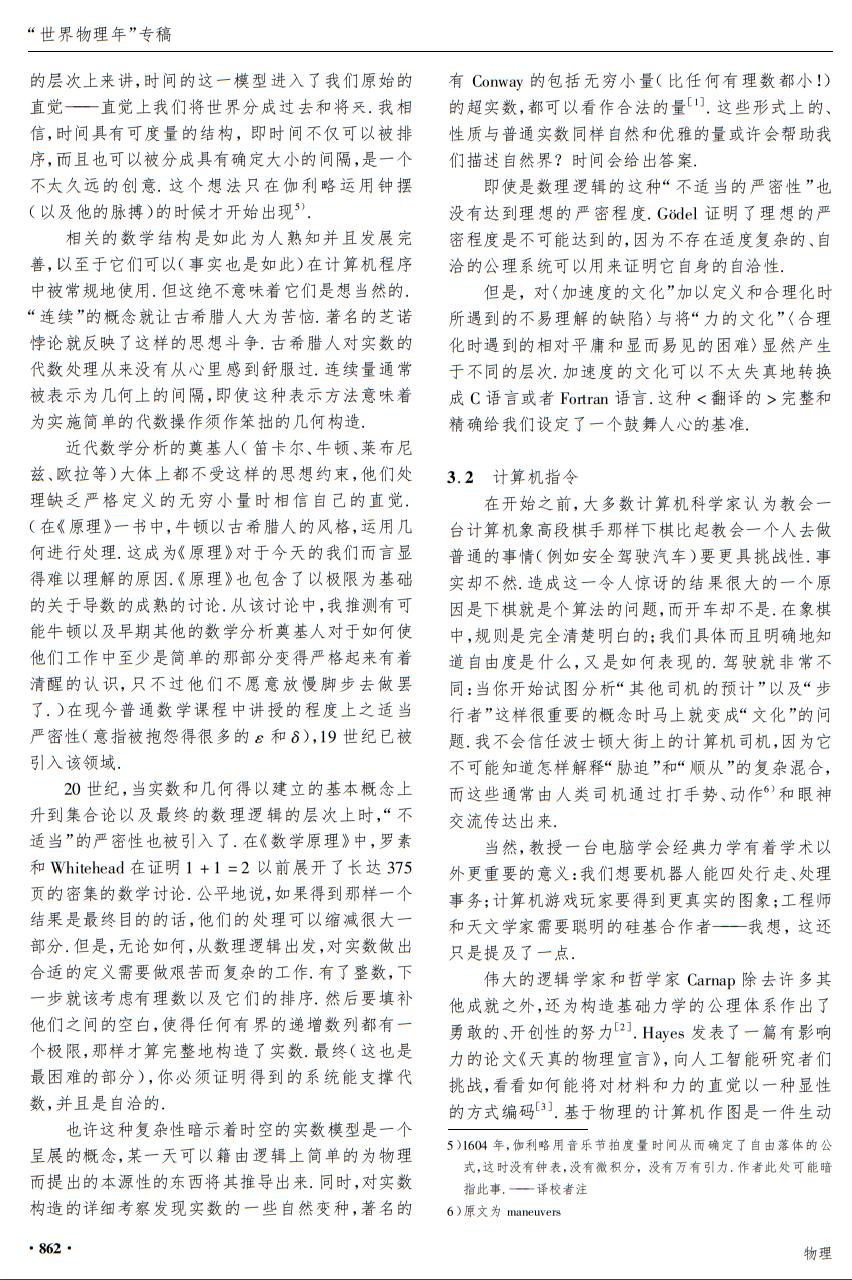 “世界物理年”专稿
的层次上来讲,时间的这一模型进入了我们原始的
直觉——直觉上我们将世界分成过去和将来.我相
信,时间具有可度量的结构,即时间不仅可以被排
序,而且也可以被分成具有确定大小的间隔,是一个
不太久远的创意.这个想法只在伽利略运用钟摆
(以及他的脉搏)的时候才开始出现5).
相关的数学结构是如此为人熟知并且发展完
善,以至于它们可以(事实也是如此)在计算机程序
中被常规地使用.但这绝不意味着它们是想当然的.
“连续”的概念就让古希腊人大为苦恼.著名的芝诺
悖论就反映了这样的思想斗争.古希腊人对实数的
代数处理从来没有从心里感到舒服过.连续量通常
被表示为几何上的间隔,即使这种表示方法意味着
为实施简单的代数操作须作笨拙的几何构造.
近代数学分析的奠基人(笛卡尔、牛顿、莱布尼
兹、欧拉等)大体上都不受这样的思想约束,他们处
理缺乏严格定义的无穷小量时相信自己的直觉.
(在《原理》一书中,牛顿以古希腊人的风格,运用几
何进行处理.这成为《原理》对于今天的我们而言显
得难以理解的原因.《原理》也包含了以极限为基础
的关于导数的成熟的讨论.从该讨论中,我推测有可
能牛顿以及早期其他的数学分析奠基人对于如何使
他们工作中至少是简单的那部分变得严格起来有着
清醒的认识,只不过他们不愿意放慢脚步去做罢
了.)在现今普通数学课程中讲授的程度上之适当
严密性(意指被抱怨得很多的 ε 和 δ),19 世纪已被
引入该领域.
20 世纪,当实数和几何得以建立的基本概念上
升到集合论以及最终的数理逻辑的层次上时,“不
适当”的严密性也被引入了.在《数学原理》中,罗素
和 Whitehead 在证明 1 + 1 = 2 以前展开了长达 375
页的密集的数学讨论.公平地说,如果得到那样一个
结果是最终目的的话,他们的处理可以缩减很大一
部分.但是,无论如何,从数理逻辑出发,对实数做出
合适的定义需要做艰苦而复杂的工作.有了整数,下
一步就该考虑有理数以及它们的排序.然后要填补
他们之间的空白,使得任何有界的递增数列都有一
个极限,那样才算完整地构造了实数.最终(这也是
最困难的部分),你必须证明得到的系统能支撑代
数,并且是自洽的.
也许这种复杂性暗示着时空的实数模型是一个
呈展的概念,某一天可以籍由逻辑上简单的为物理
而提出的本源性的东西将其推导出来.同时,对实数
构造的详细考察发现实数的一些自然变种,著名的
有 Conway 的包括无穷小量(比任何有理数都小!)
的超实数,都可以看作合法的量[1].这些形式上的、
性质与普通实数同样自然和优雅的量或许会帮助我
们描述自然界?时间会给出答案.
即使是数理逻辑的这种“不适当的严密性”也
没有达到理想的严密程度.Gödel 证明了理想的严
密程度是不可能达到的,因为不存在适度复杂的、自
洽的公理系统可以用来证明它自身的自洽性.
但是,对〈加速度的文化”加以定义和合理化时
所遇到的不易理解的缺陷〉与将“力的文化”〈合理
化时遇到的相对平庸和显而易见的困难〉显然产生
于不同的层次.加速度的文化可以不太失真地转换
成 C 语言或者 Fortran 语言.这种 < 翻译的 > 完整和
精确给我们设定了一个鼓舞人心的基准.
3.2 计算机指令
在开始之前,大多数计算机科学家认为教会一
台计算机象高段棋手那样下棋比起教会一个人去做
普通的事情(例如安全驾驶汽车)要更具挑战性.事
实却不然.造成这一令人惊讶的结果很大的一个原
因是下棋就是个算法的问题,而开车却不是.在象棋
中,规则是完全清楚明白的;我们具体而且明确地知
道自由度是什么,又是如何表现的.驾驶就非常不
同:当你开始试图分析“其他司机的预计”以及“步
行者”这样很重要的概念时马上就变成“文化”的问
题.我不会信任波士顿大街上的计算机司机,因为它
不可能知道怎样解释“胁迫”和“顺从”的复杂混合,
而这些通常由人类司机通过打手势、动作6)和眼神
交流传达出来.
当然,教授一台电脑学会经典力学有着学术以
外更重要的意义:我们想要机器人能四处行走、处理
事务;计算机游戏玩家要得到更真实的图象;工程师
和天文学家需要聪明的硅基合作者——我想,这还
只是提及了一点.
伟大的逻辑学家和哲学家 Carnap 除去许多其
他成就之外,还为构造基础力学的公理体系作出了
勇敢的、开创性的努力[2].Hayes 发表了一篇有影响
力的论文《天真的物理宣言》,向人工智能研究者们
挑战,看看如何能将对材料和力的直觉以一种显性
的方式编码[3].基于物理的计算机作图是一件生动
5)1604 年,伽利略用音乐节拍度量时间从而确定了自由落体的公
式,这时没有钟表,没有微积分,没有万有引力.作者此处可能暗
指此事.——译校者注
6)原文为 maneuvers
· 862 ·
物理